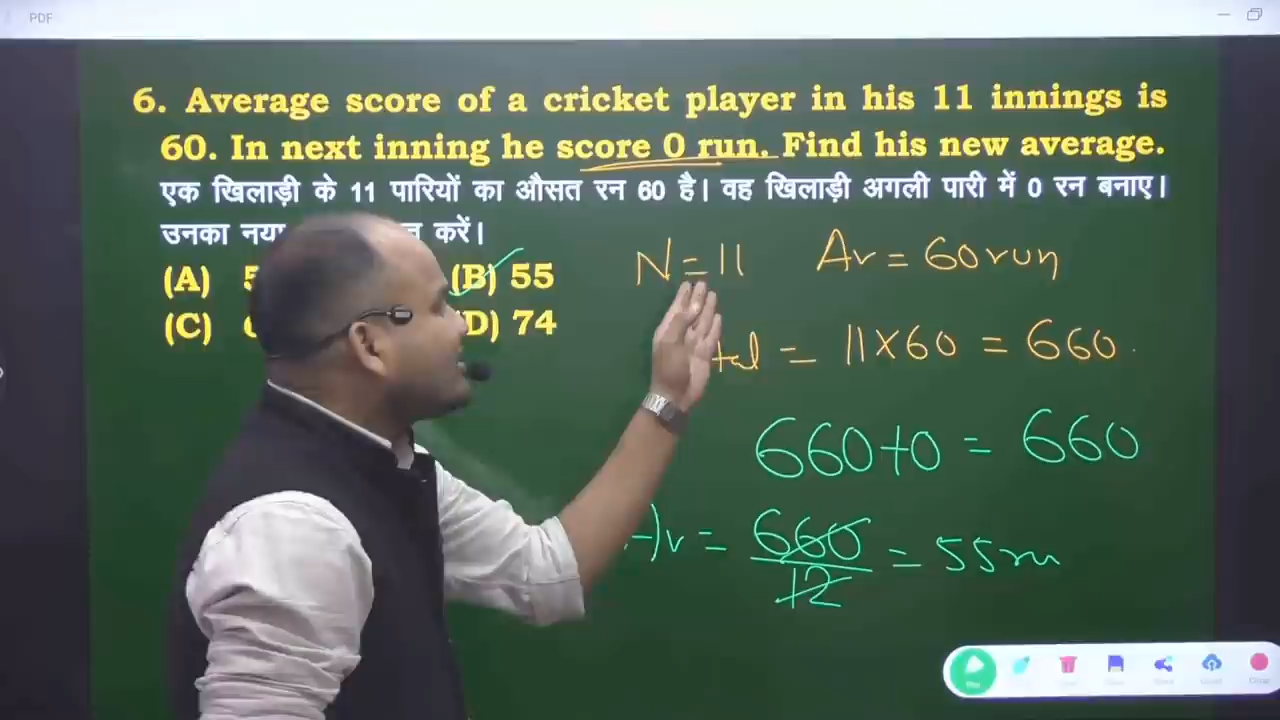 PDF
6. Average score of a cricket player in his 11 innings is
60. In next inning he score 0 run. Find his new average.
एक खिलाड़ी के 11 पारियों का औसत रन 60 है। वह खिलाड़ी अगली पारी में 0 रन बनाए।
उनका करें।
(A) (B) 55
(C) (D) 74
N = 11 Av = 60 run
= 11 × 60 = 660
660 + 0 = 660
Av = 660/12 = 55